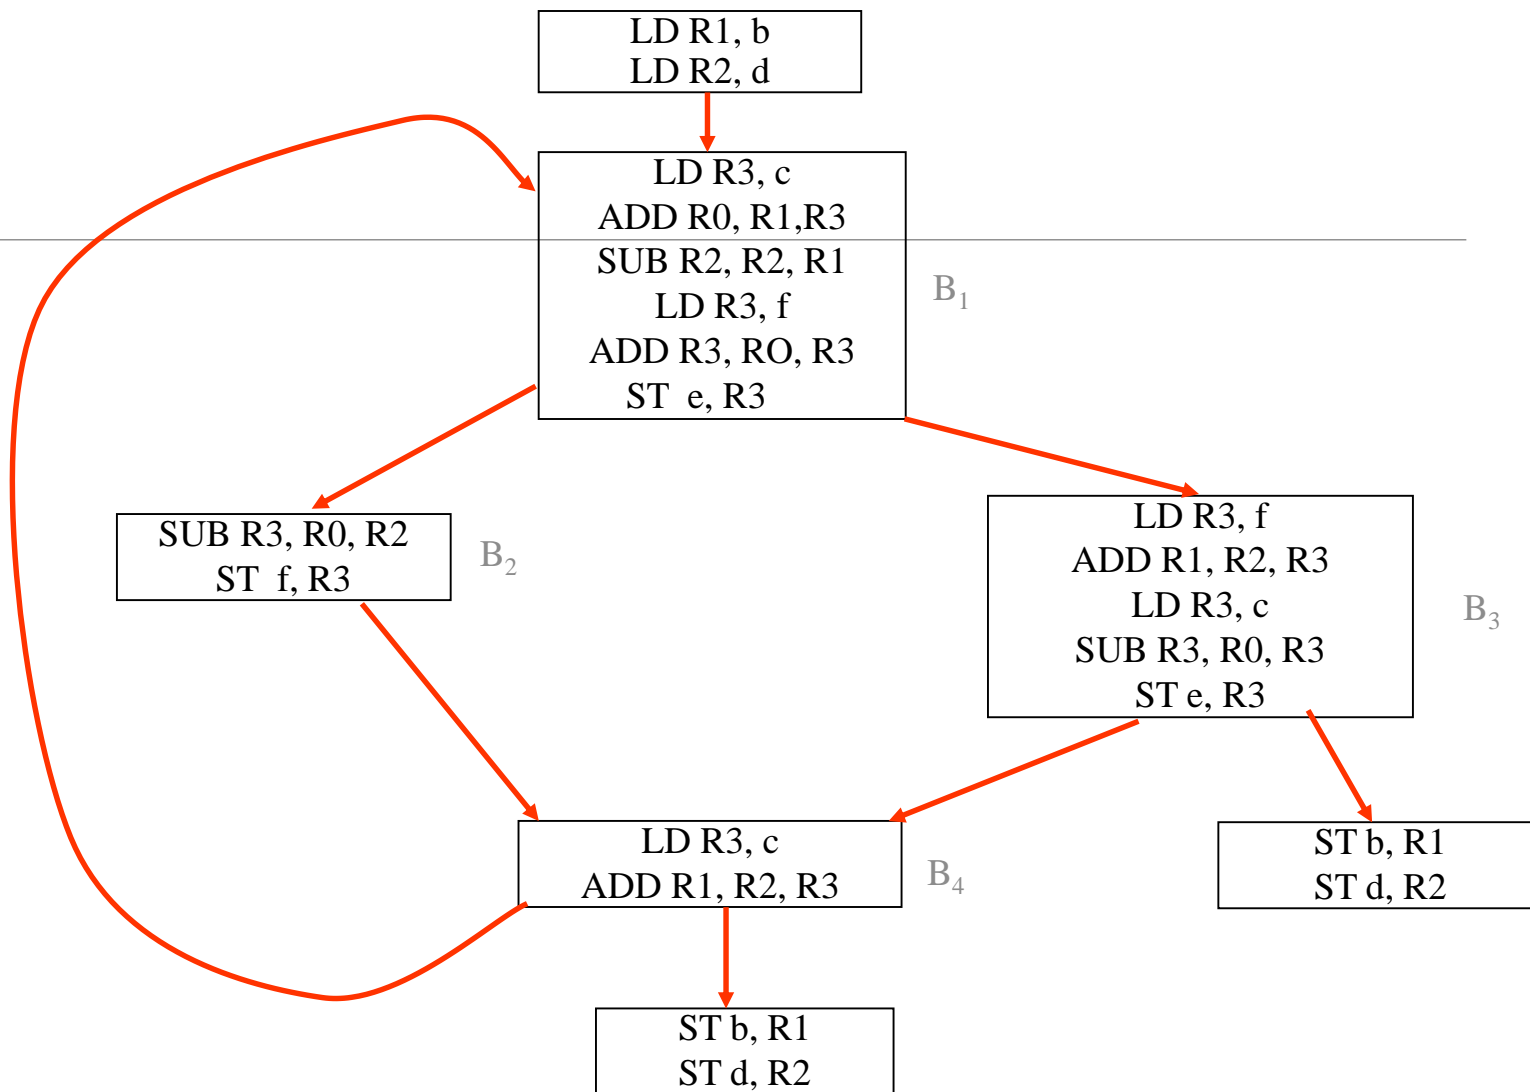 LD R1, b
LD R2, d
LD R3, c
ADD R0, R1,R3
SUB R2, R2, R1
LD R3, f
ADD R3, RO, R3
ST e, R3
B₁
SUB R3, R0, R2
ST f, R3
B₂
LD R3, f
ADD R1, R2, R3
LD R3, c
SUB R3, R0, R3
ST e, R3
B₃
LD R3, c
ADD R1, R2, R3
B₄
ST b, R1
ST d, R2
ST b, R1
ST d, R2